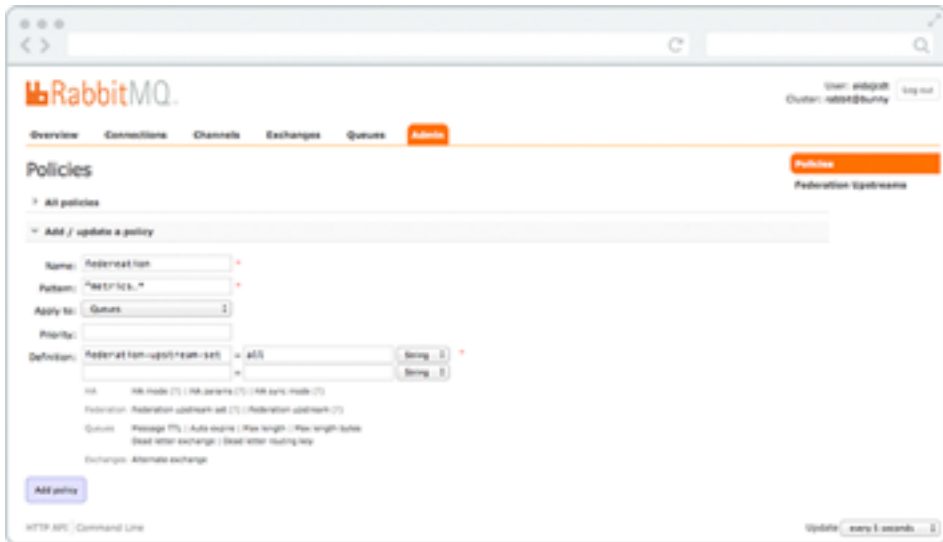 RabbitMQ.
User:
Cluster: rabbit@bunny
Log out
Overview Connections Channels Exchanges Queues Admin
Policies
Policies
Federation Upstreams
All policies
Add / update a policy
Name: federeation *
Pattern: ^metrics.* *
Apply to: Queues
Priority:
Definition: federation-upstream-set = all String *
= String
HA HA mode (?) | HA params (?) | HA sync mode (?)
Federation Federation upstream set (?) | Federation upstream (?)
Queues Message TTL | Auto expire | Max length | Max length bytes
Dead letter exchange | Dead letter routing key
Exchanges Alternate exchange
Add policy
HTTP API Command Line
Update every 5 seconds